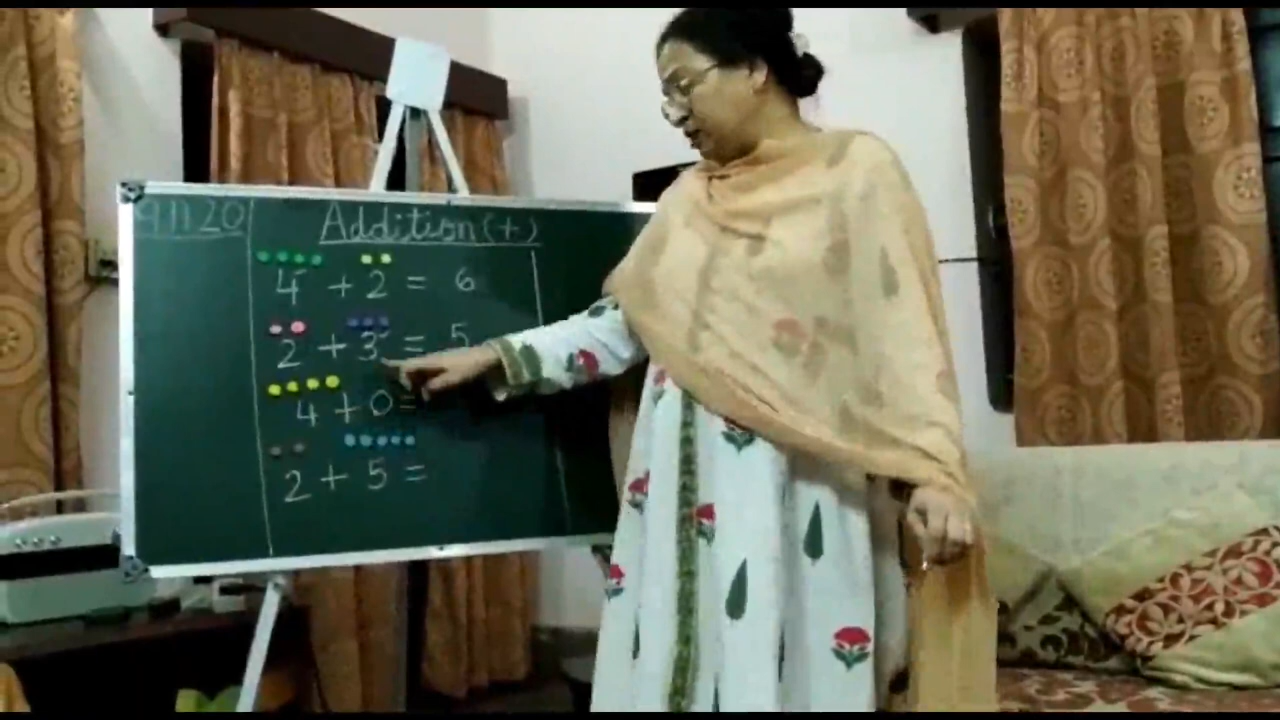 9 11 20
Addition (+)
4 + 2 = 6
2 + 3 = 5
4 + 0 =
2 + 5 =